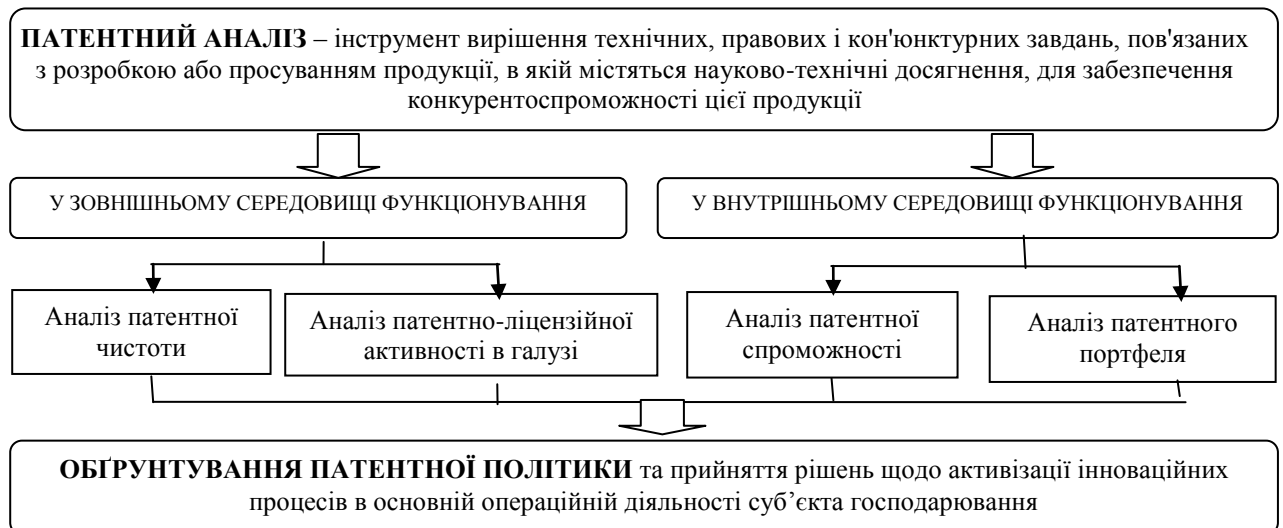 ПАТЕНТНИЙ АНАЛІЗ – інструмент вирішення технічних, правових і кон'юнктурних завдань, пов'язаних
з розробкою або просуванням продукції, в якій містяться науково-технічні досягнення, для забезпечення
конкурентоспроможності цієї продукції
У ЗОВНІШНЬОМУ СЕРЕДОВИЩІ ФУНКЦІОНУВАННЯ
У ВНУТРІШНЬОМУ СЕРЕДОВИЩІ ФУНКЦІОНУВАННЯ
Аналіз патентної
чистоти
Аналіз патентно-ліцензійної
активності в галузі
Аналіз патентної
спроможності
Аналіз патентного
портфеля
ОБҐРУНТУВАННЯ ПАТЕНТНОЇ ПОЛІТИКИ та прийняття рішень щодо активізації інноваційних
процесів в основній операційній діяльності суб’єкта господарювання